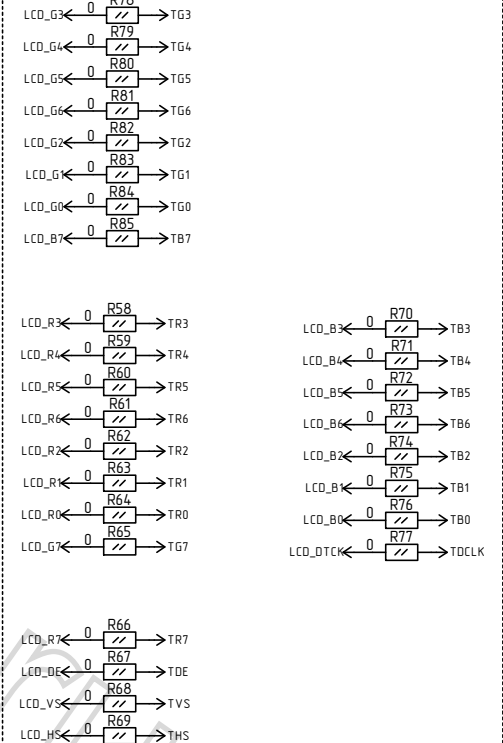 R78
LCD_G3 0 TG3
R79
LCD_G4 0 TG4
R80
LCD_G5 0 TG5
R81
LCD_G6 0 TG6
R82
LCD_G2 0 TG2
R83
LCD_G1 0 TG1
R84
LCD_G0 0 TG0
R85
LCD_B7 0 TB7
R58
LCD_R3 0 TR3
R59
LCD_R4 0 TR4
R60
LCD_R5 0 TR5
R61
LCD_R6 0 TR6
R62
LCD_R2 0 TR2
R63
LCD_R1 0 TR1
R64
LCD_R0 0 TR0
R65
LCD_G7 0 TG7
R70
LCD_B3 0 TB3
R71
LCD_B4 0 TB4
R72
LCD_B5 0 TB5
R73
LCD_B6 0 TB6
R74
LCD_B2 0 TB2
R75
LCD_B1 0 TB1
R76
LCD_B0 0 TB0
R77
LCD_DTCK 0 TDCLK
R66
LCD_R7 0 TR7
R67
LCD_DE 0 TDE
R68
LCD_VS 0 TVS
R69
LCD_HS 0 THS